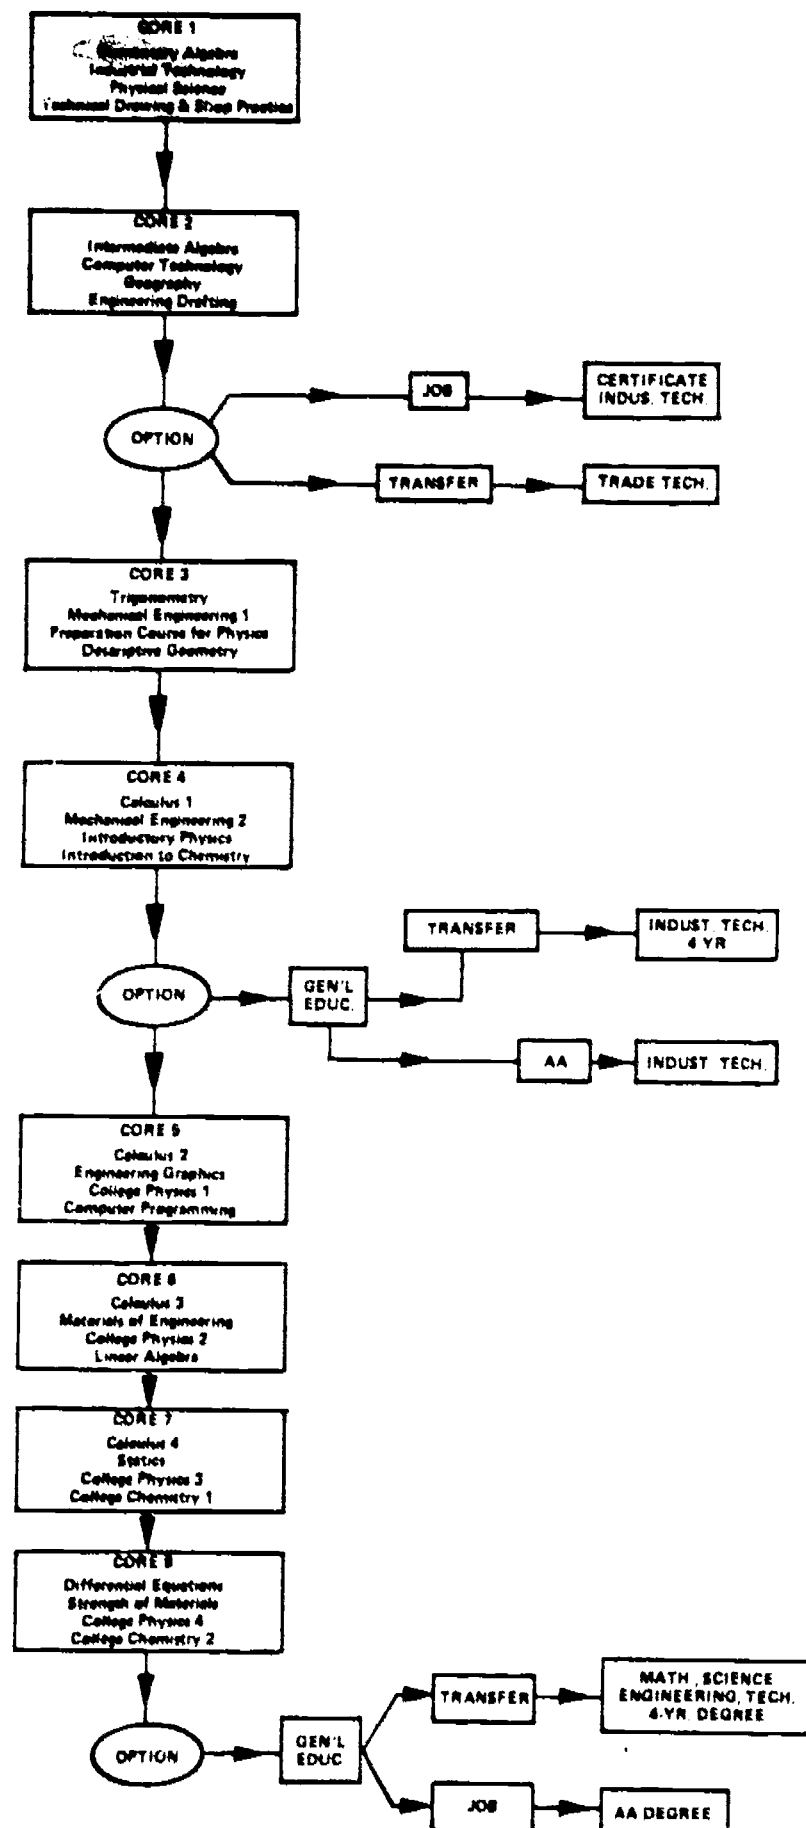 CORE 1
Algebra
Industrial Technology
Physical Science
Technical Drawing & Shop Practice
CORE 2
Intermediate Algebra
Computer Technology
Geography
Engineering Drafting
OPTION
JOB
CERTIFICATE
INDUS. TECH.
TRANSFER
TRADE TECH.
CORE 3
Trigonometry
Mechanical Engineering 1
Preparation Course for Physics
Descriptive Geometry
CORE 4
Calculus 1
Mechanical Engineering 2
Introductory Physics
Introduction to Chemistry
OPTION
GEN'L
EDUC.
TRANSFER
INDUST. TECH.
4 YR
AA
INDUST TECH.
CORE 5
Calculus 2
Engineering Graphics
College Physics 1
Computer Programming
CORE 6
Calculus 3
Materials of Engineering
College Physics 2
Linear Algebra
CORE 7
Calculus 4
Statics
College Physics 3
College Chemistry 1
CORE 8
Differential Equations
Strength of Materials
College Physics 4
College Chemistry 2
OPTION
GEN'L
EDUC
TRANSFER
MATH, SCIENCE
ENGINEERING, TECH.
4-YR. DEGREE
JOB
AA DEGREE